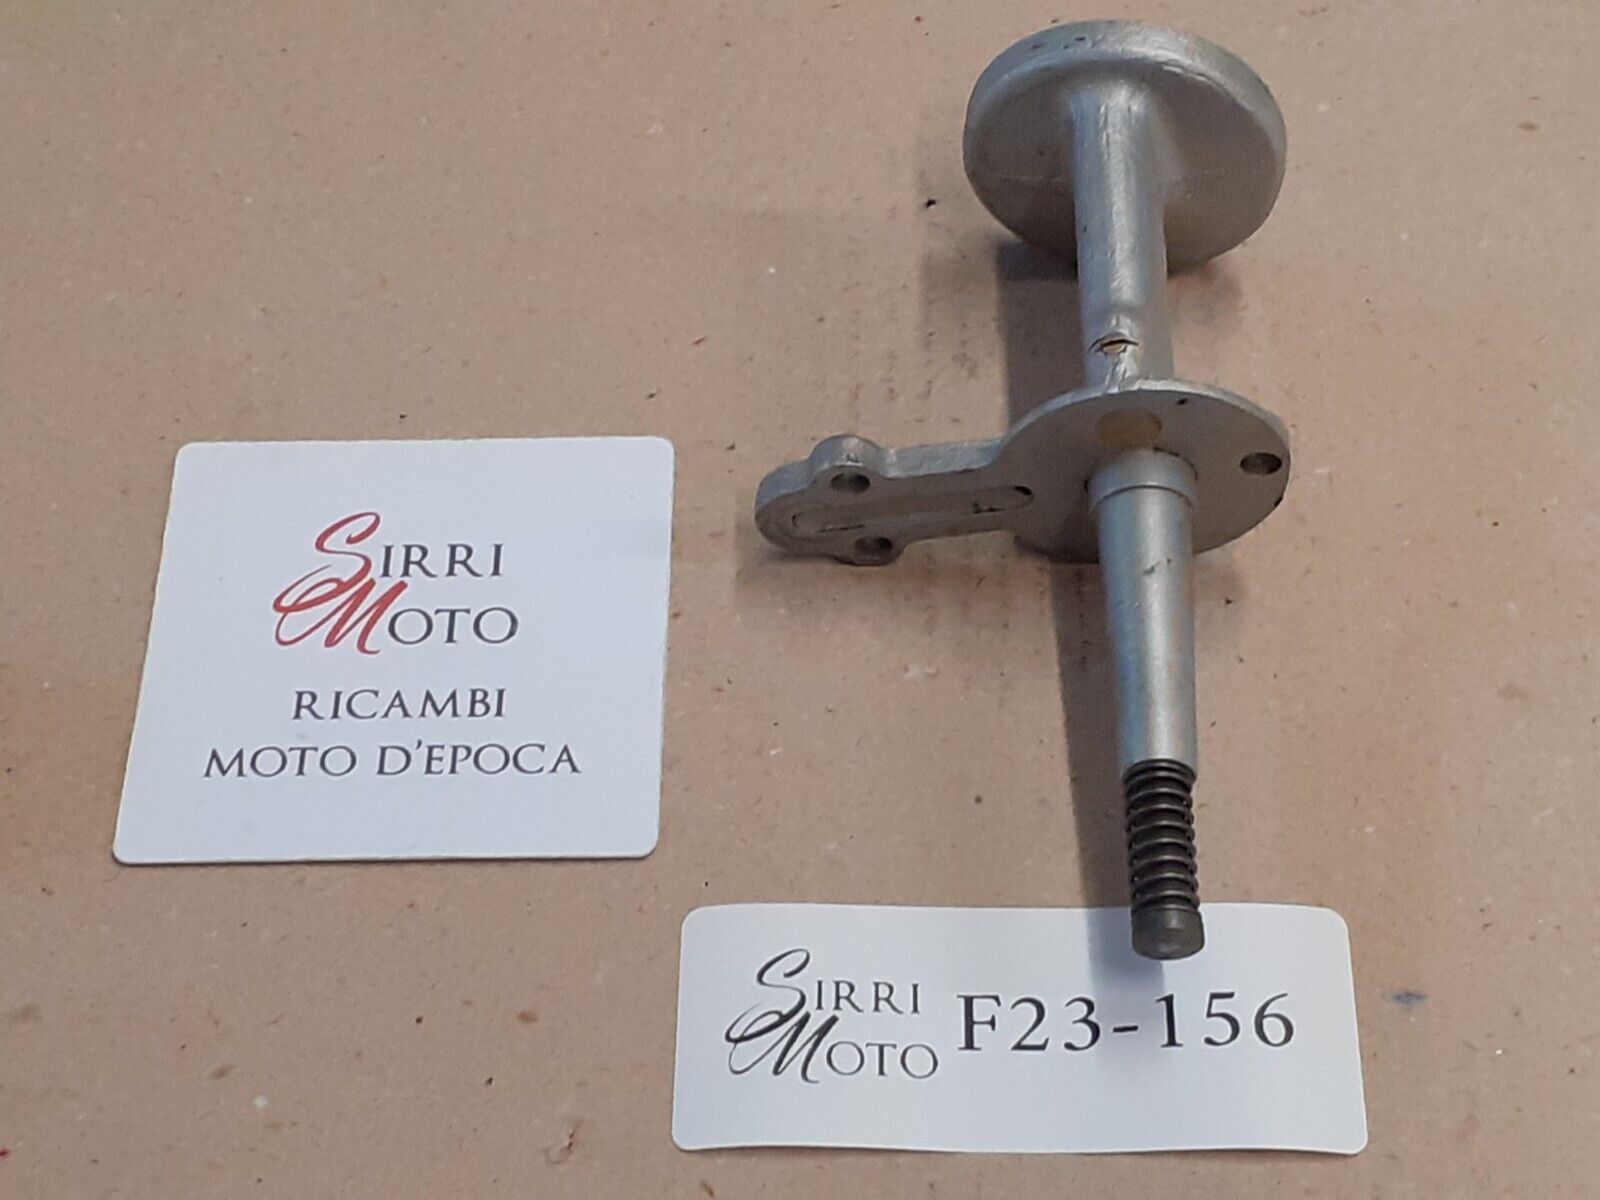 SIRRI
MOTO
RICAMBI
MOTO D'EPOCA
SIRRI
MOTO F23-156